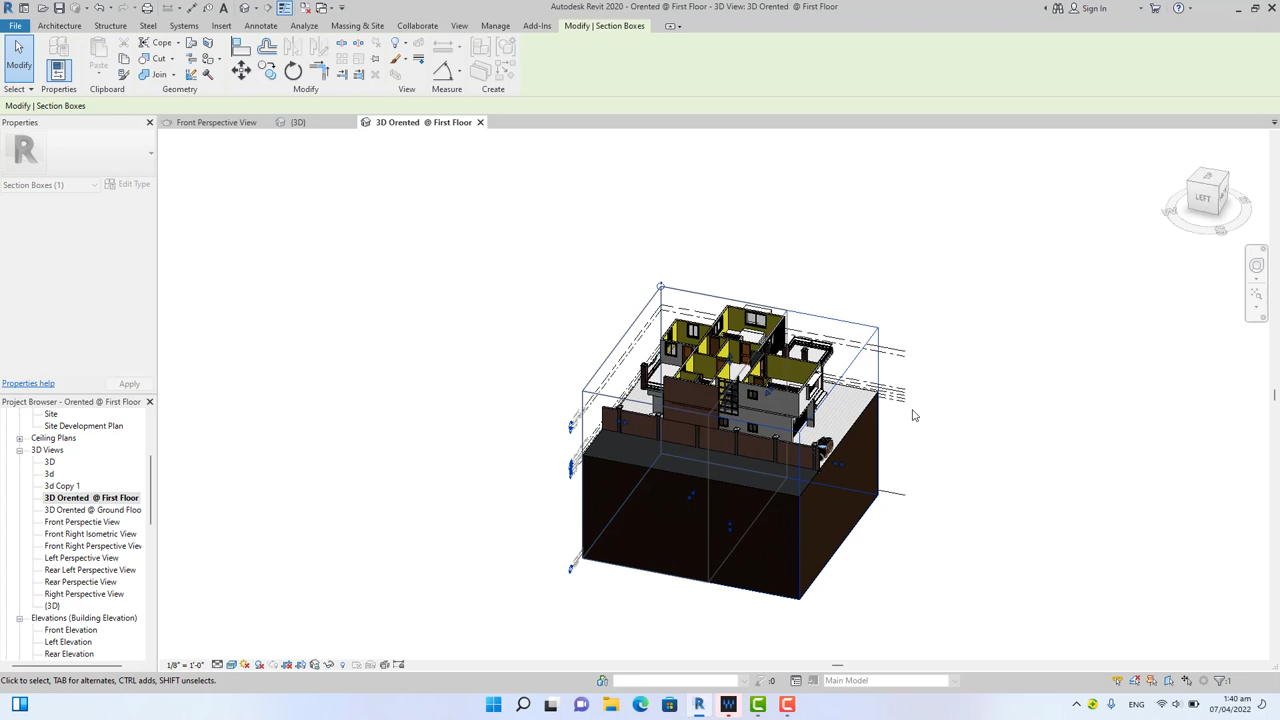 Autodesk Revit 2020 - Orented @ First Floor - 3D View: 3D Orented @ First Floor
Sign In
File Architecture Structure Steel Systems Insert Annotate Analyze Massing & Site Collaborate View Manage Add-Ins Modify | Section Boxes
Modify Paste Cope Cut Join
Select Properties Clipboard Geometry Modify View Measure Create
Modify | Section Boxes
Properties
Front Perspective View {3D} 3D Orented @ First Floor
Section Boxes (1) Edit Type
LEFT
Properties help Apply
Project Browser - Orented @ First Floor
Site
Site Development Plan
Ceiling Plans
3D Views
3D
3d
3d Copy 1
3D Orented @ First Floor
3D Orented @ Ground Floo
Front Perspectie View
Front Right Isometric View
Front Right Perspective View
Left Perspectie View
Rear Left Perspective View
Rear Perspectie View
Right Perspective View
{3D}
Elevations (Building Elevation)
Front Elevation
Left Elevation
Rear Elevation
1/8" = 1'-0"
Click to select, TAB for alternates, CTRL adds, SHIFT unselects. :0 Main Model :1
ENG 1:40 am
07/04/2022